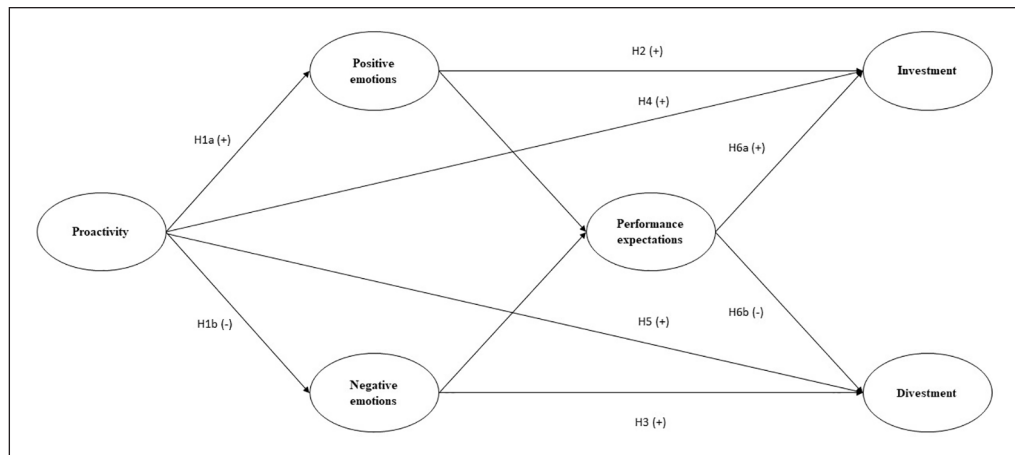 Positive
emotions
H2 (+)
Investment
H4 (+)
H1a (+)
H6a (+)
Proactivity
Performance
expectations
H1b (-)
H5 (+)
H6b (-)
Negative
emotions
Divestment
H3 (+)